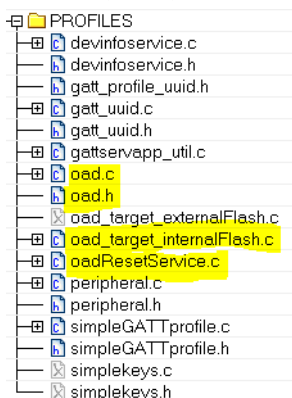 PROFILES
devinfoservice.c
devinfoservice.h
gatt_profile_uuid.h
gatt_uuid.c
gatt_uuid.h
gattservapp_util.c
oad.c
oad.h
oad_target_externalFlash.c
oad_target_internalFlash.c
oadResetService.c
peripheral.c
peripheral.h
simpleGATTprofile.c
simpleGATTprofile.h
simplekeys.c
simplekeys.h